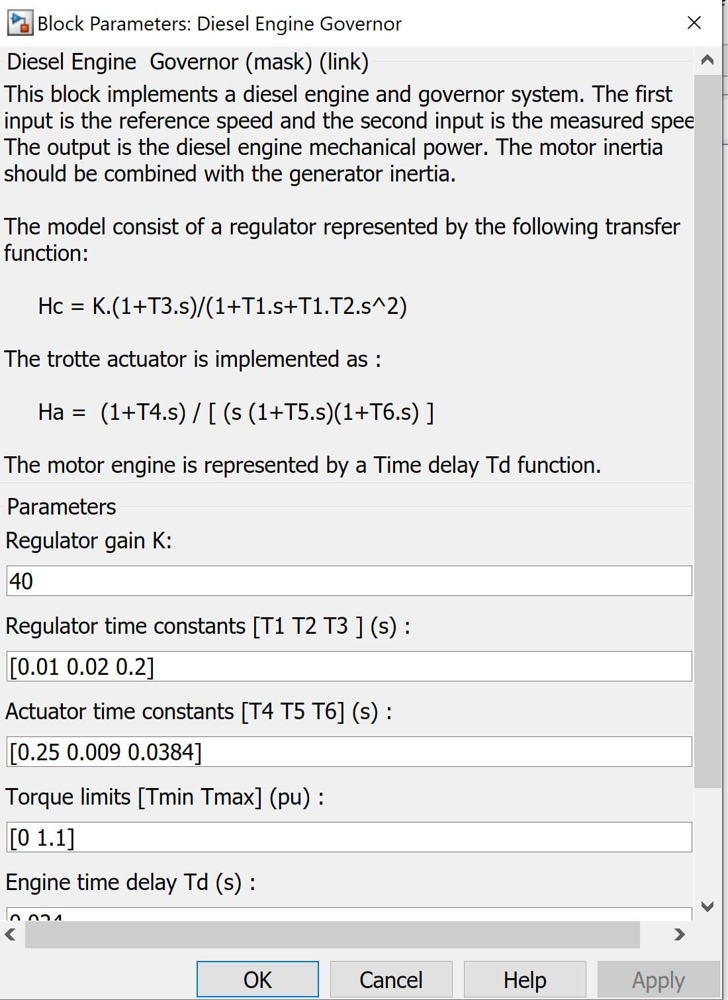 Block Parameters: Diesel Engine Governor
Diesel Engine  Governor (mask) (link)
This block implements a diesel engine and governor system. The first
input is the reference speed and the second input is the measured spee
The output is the diesel engine mechanical power. The motor inertia
should be combined with the generator inertia.
The model consist of a regulator represented by the following transfer
function:
Hc = K.(1+T3.s)/(1+T1.s+T1.T2.s^2)
The trotte actuator is implemented as :
Ha =  (1+T4.s) / [ (s (1+T5.s)(1+T6.s) ]
The motor engine is represented by a Time delay Td function.
Parameters
Regulator gain K:
40
Regulator time constants [T1 T2 T3 ] (s) :
[0.01 0.02 0.2]
Actuator time constants [T4 T5 T6] (s) :
[0.25 0.009 0.0384]
Torque limits [Tmin Tmax] (pu) :
[0 1.1]
Engine time delay Td (s) :
0.024
OK
Cancel
Help
Apply